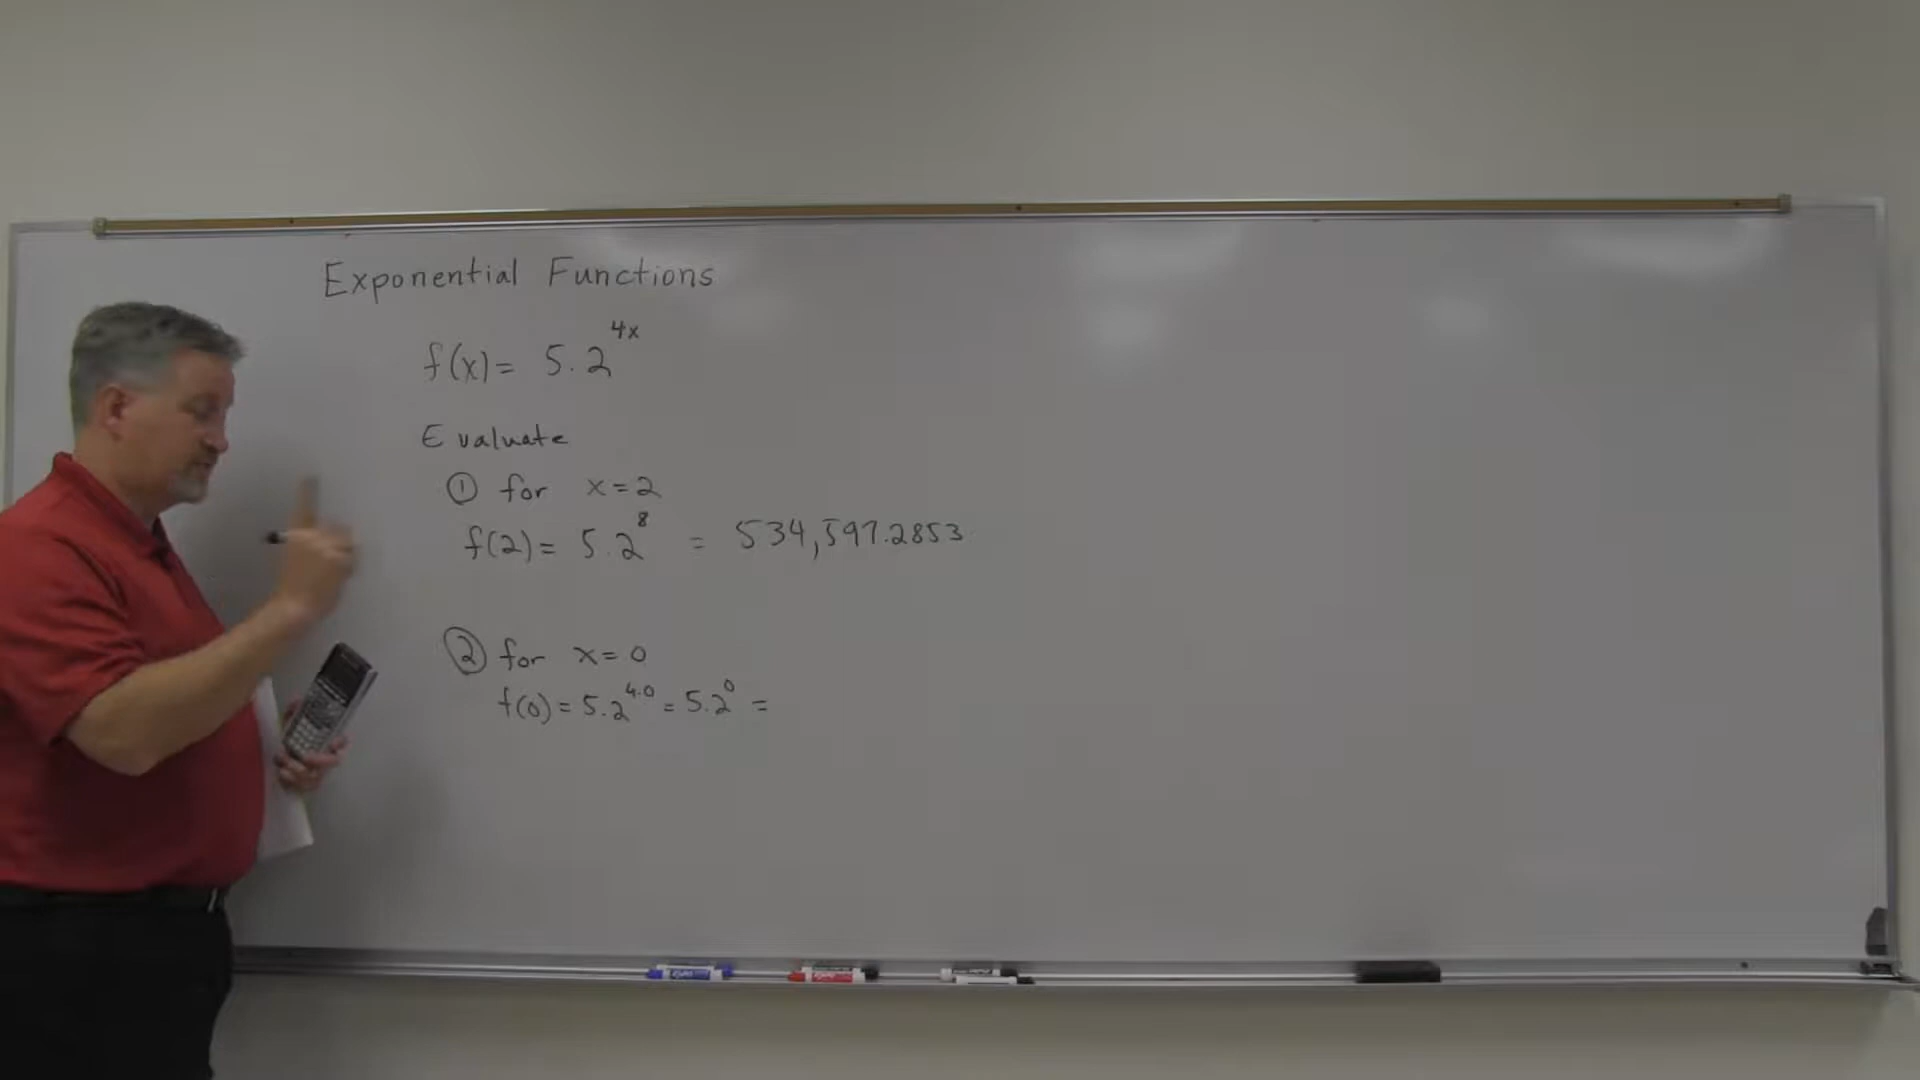 Exponential Functions
f(x) = 5.2^4x
Evaluate
① for x=2
f(2) = 5.2^8 = 534,597.2853
② for x=0
f(0) = 5.2^4·0 = 5.2^0 =